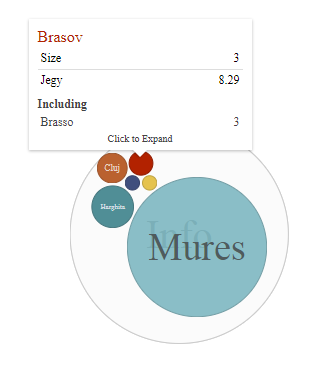 Brasov
Size 3
Jegy 8.29
Including
Brasso 3
Click to Expand
Cluj
Harghita
Info
Mures